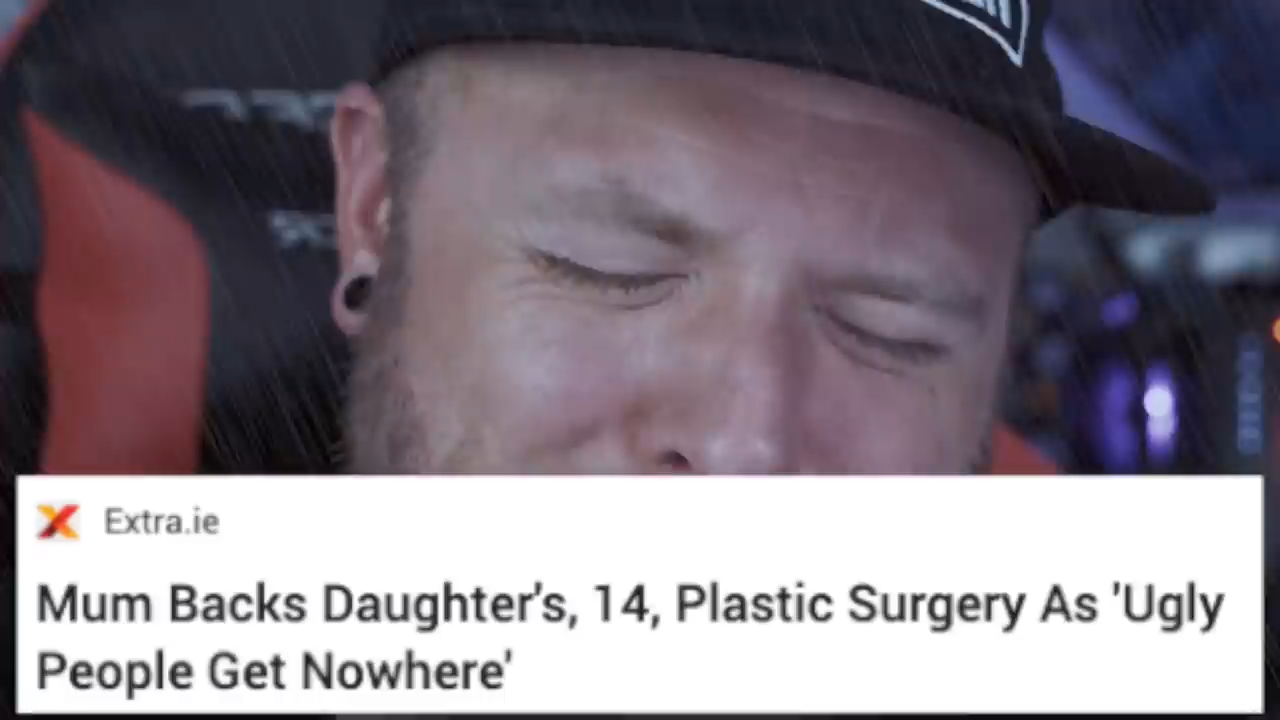 Extra.ie
Mum Backs Daughter's, 14, Plastic Surgery As 'Ugly
People Get Nowhere'